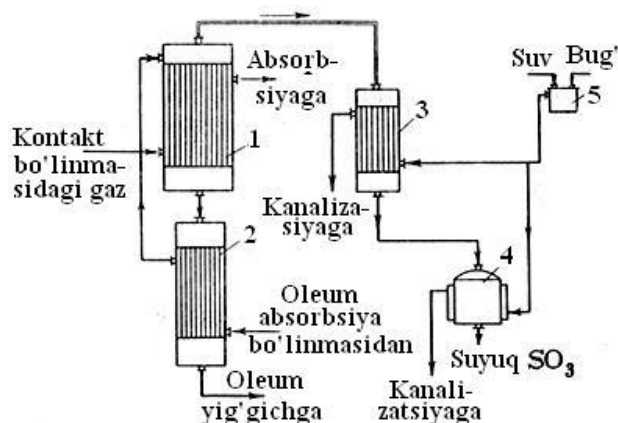 Absorb-
siyaga
Suv
Bug'
5
3
1
Kontakt
bo'linma-
sidagi gaz
Kanaliza-
siyaga
2
4
Oleum
absorbsiya
bo'linmasidan
Suyuq SO₃
Oleum
yig'gichga
Kanali-
zatsiyaga